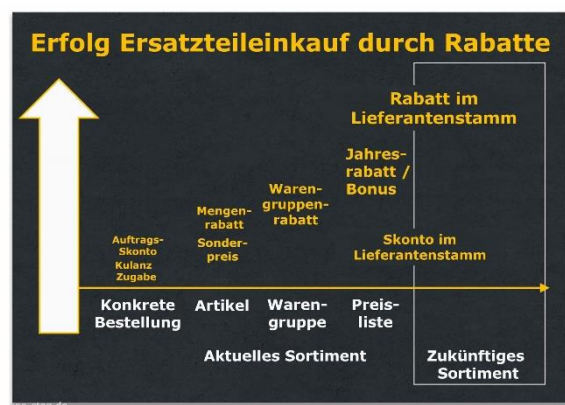 Erfolg Ersatzteileinkauf durch Rabatte
Rabatt im
Lieferantenstamm
Jahres-
rabatt /
Bonus
Waren-
gruppen-
rabatt
Mengen-
rabatt
Sonder-
preis
Auftrags-
Skonto
Kulanz
Zugabe
Skonto im
Lieferantenstamm
Konkrete
Bestellung
Artikel
Waren-
gruppe
Preis-
liste
Aktuelles Sortiment
Zukünftiges
Sortiment